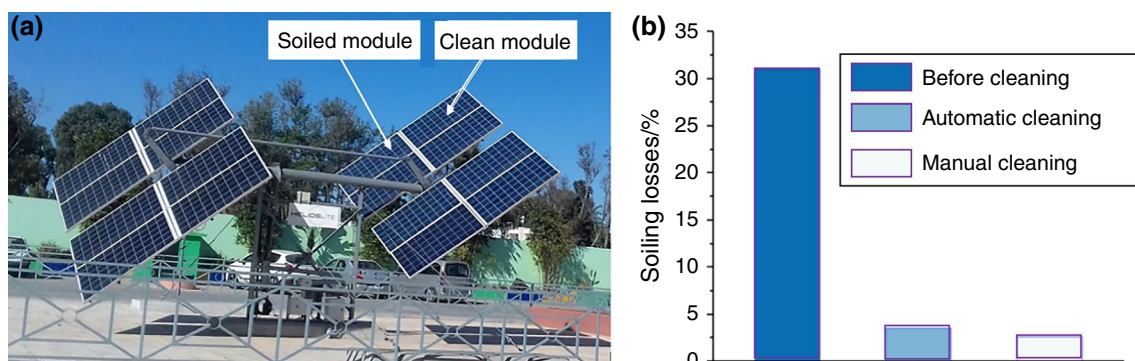 (a)
Soiled module
Clean module
HELIOSLITE
(b)
Soiling losses/%
35
30
25
20
15
10
5
0
Before cleaning
Automatic cleaning
Manual cleaning